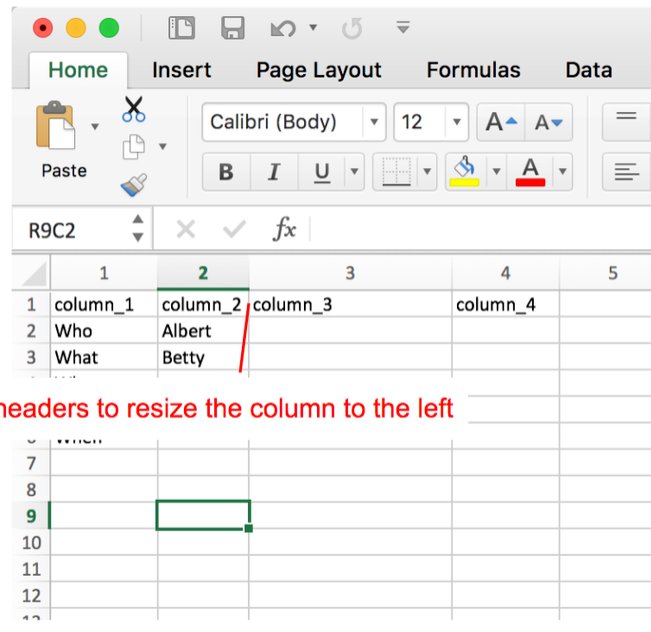 Home Insert Page Layout Formulas Data
Calibri (Body) 12 A A
Paste
B I U A
R9C2 fx
1 2 3 4 5
1 column_1 column_2 column_3 column_4
2 Who Albert
3 What Betty
headers to resize the column to the left
7
8
9
10
11
12